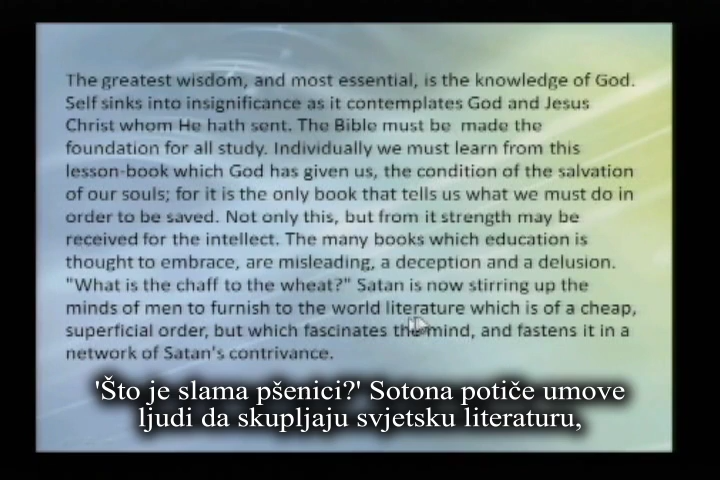 The greatest wisdom, and most essential, is the knowledge of God.
Self sinks into insignificance as it contemplates God and Jesus
Christ whom He hath sent. The Bible must be made the
foundation for all study. Individually we must learn from this
lesson-book which God has given us, the condition of the salvation
of our souls; for it is the only book that tells us what we must do in
order to be saved. Not only this, but from it strength may be
received for the intellect. The many books which education is
thought to embrace, are misleading, a deception and a delusion.
"What is the chaff to the wheat?" Satan is now stirring up the
minds of men to furnish to the world literature which is of a cheap,
superficial order, but which fascinates the mind, and fastens it in a
network of Satan's contrivance.
'Što je slama pšenici?' Sotona potiče umove
ljudi da skupljaju svjetsku literaturu,